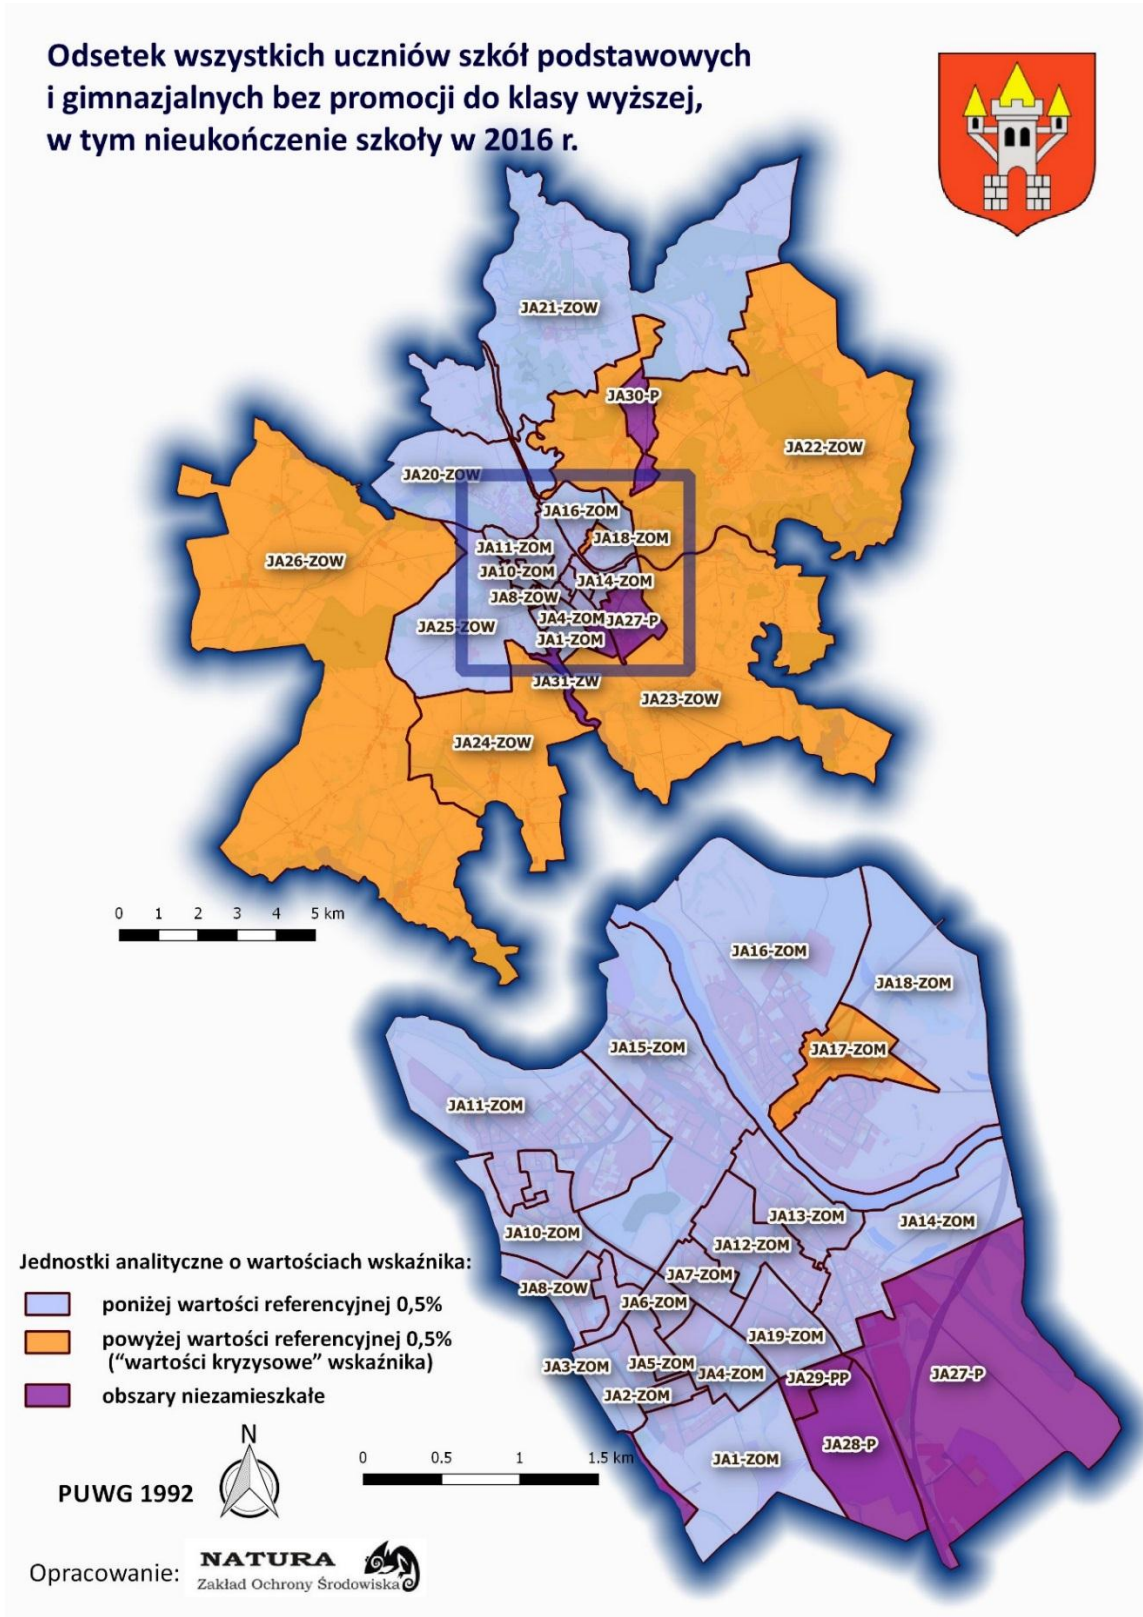 Odsetek wszystkich uczniów szkół podstawowych
i gimnazjalnych bez promocji do klasy wyższej,
w tym nieukończenie szkoły w 2016 r.
JA21-ZOW
JA30-P
JA22-ZOW
JA20-ZOW
JA16-ZOM
JA18-ZOM
JA11-ZOM
JA26-ZOW
JA10-ZOM
JA14-ZOM
JA8-ZOW
JA4-ZOM
JA27-P
JA25-ZOW
JA1-ZOM
JA31-ZW
JA23-ZOW
JA24-ZOW
0 1 2 3 4 5 km
JA16-ZOM
JA18-ZOM
JA15-ZOM
JA17-ZOM
JA11-ZOM
JA13-ZOM
JA14-ZOM
JA10-ZOM
JA12-ZOM
JA7-ZOM
JA8-ZOW
JA6-ZOM
JA19-ZOM
JA3-ZOM
JA5-ZOM
JA4-ZOM
JA29-PP
JA27-P
JA2-ZOM
JA28-P
JA1-ZOM
Jednostki analityczne o wartościach wskaźnika:
poniżej wartości referencyjnej 0,5%
powyżej wartości referencyjnej 0,5%
(“wartości kryzysowe” wskaźnika)
obszary niezamieszkałe
N
0 0.5 1 1.5 km
PUWG 1992
Opracowanie:
NATURA
Zakład Ochrony Środowiska